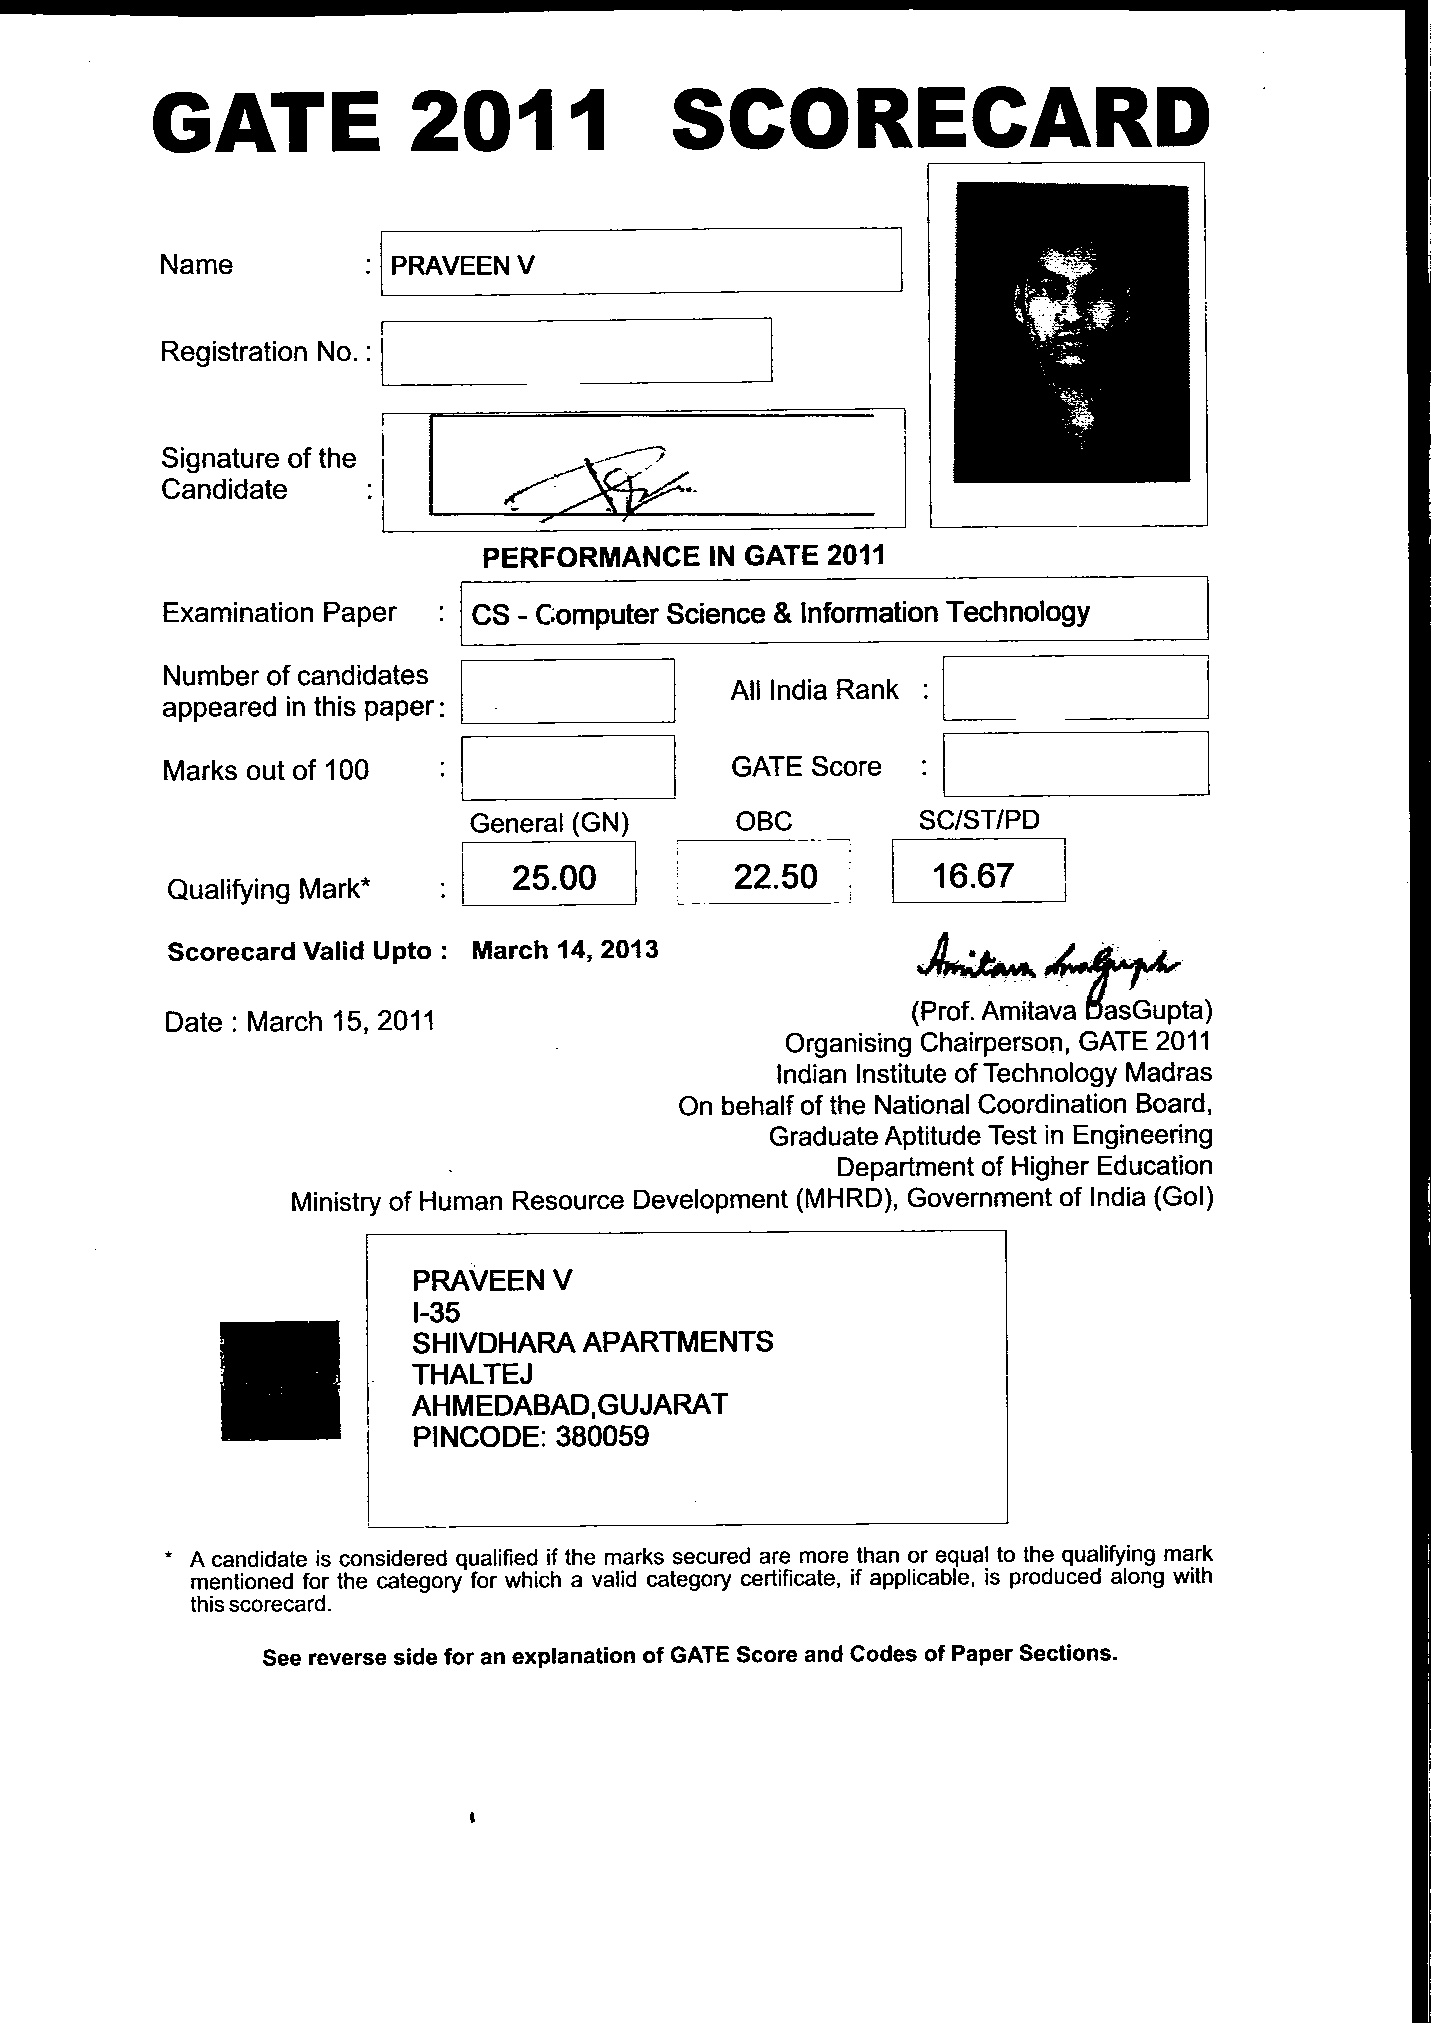 GATE 2011 SCORECARD
Name : PRAVEEN V
Registration No. :
Signature of the
Candidate :
PERFORMANCE IN GATE 2011
Examination Paper : CS - Computer Science & Information Technology
Number of candidates
appeared in this paper :
All India Rank :
Marks out of 100 :
GATE Score :
General (GN) OBC SC/ST/PD
Qualifying Mark* : 25.00 22.50 16.67
Scorecard Valid Upto : March 14, 2013
Date : March 15, 2011
(Prof. Amitava DasGupta)
Organising Chairperson, GATE 2011
Indian Institute of Technology Madras
On behalf of the National Coordination Board,
Graduate Aptitude Test in Engineering
Department of Higher Education
Ministry of Human Resource Development (MHRD), Government of India (GoI)
PRAVEEN V
I-35
SHIVDHARA APARTMENTS
THALTEJ
AHMEDABAD,GUJARAT
PINCODE: 380059
* A candidate is considered qualified if the marks secured are more than or equal to the qualifying mark
mentioned for the category for which a valid category certificate, if applicable, is produced along with
this scorecard.
See reverse side for an explanation of GATE Score and Codes of Paper Sections.